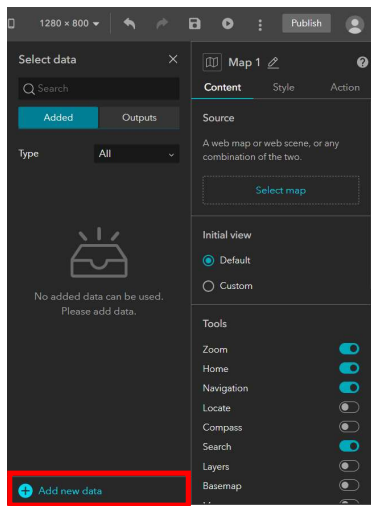 1280 × 800
Publish
Select data
Search
Added
Outputs
Type
All
No added data can be used.
Please add data.
Add new data
Map 1
Content
Style
Action
Source
A web map or web scene, or any
combination of the two.
Select map
Initial view
Default
Custom
Tools
Zoom
Home
Navigation
Locate
Compass
Search
Layers
Basemap